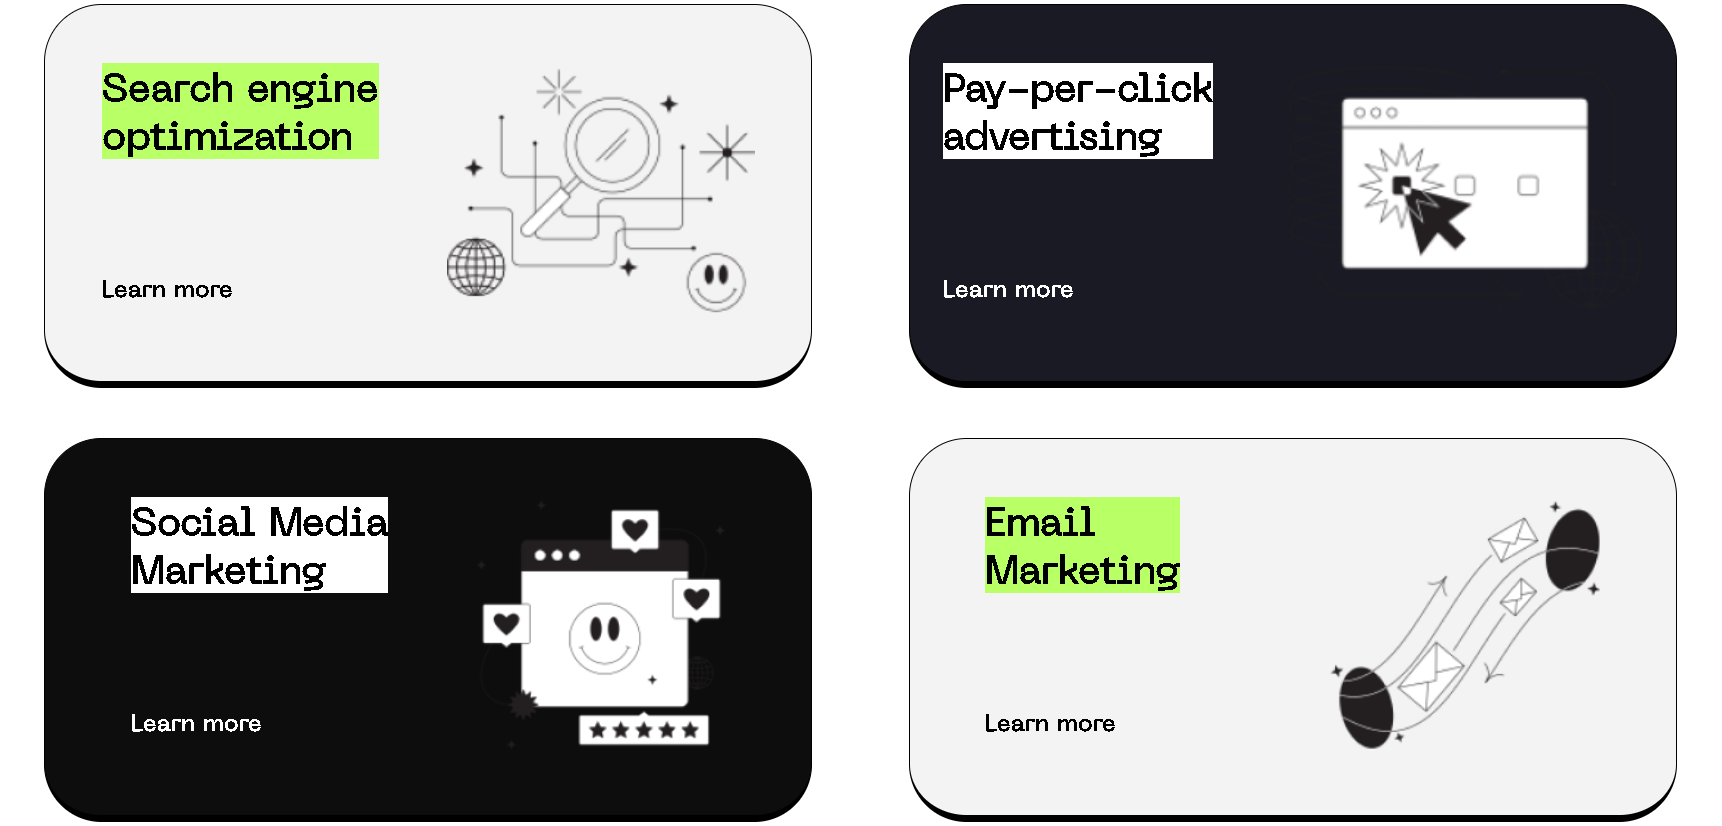 Search engine
optimization
Learn more
Pay-per-click
advertising
Learn more
Social Media
Marketing
Learn more
Email
Marketing
Learn more